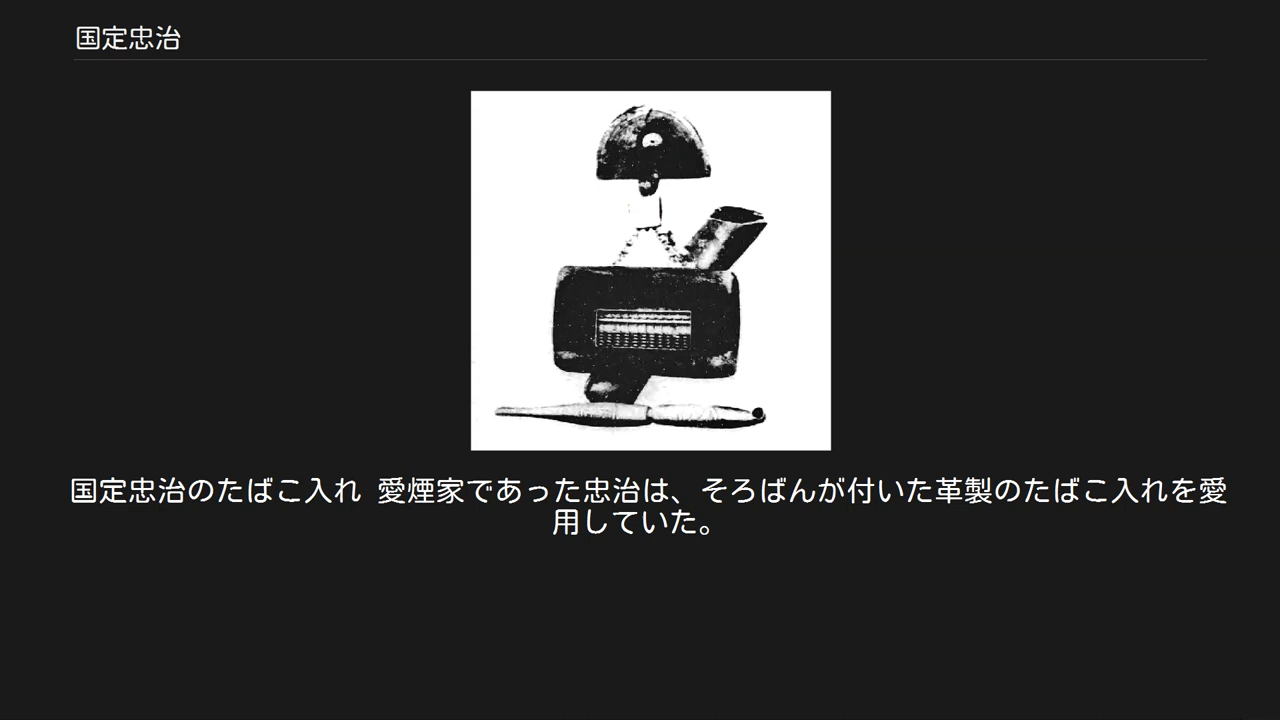 国定忠治
国定忠治のたばこ入れ 愛煙家であった忠治は、そろばんが付いた革製のたばこ入れを愛
用していた。